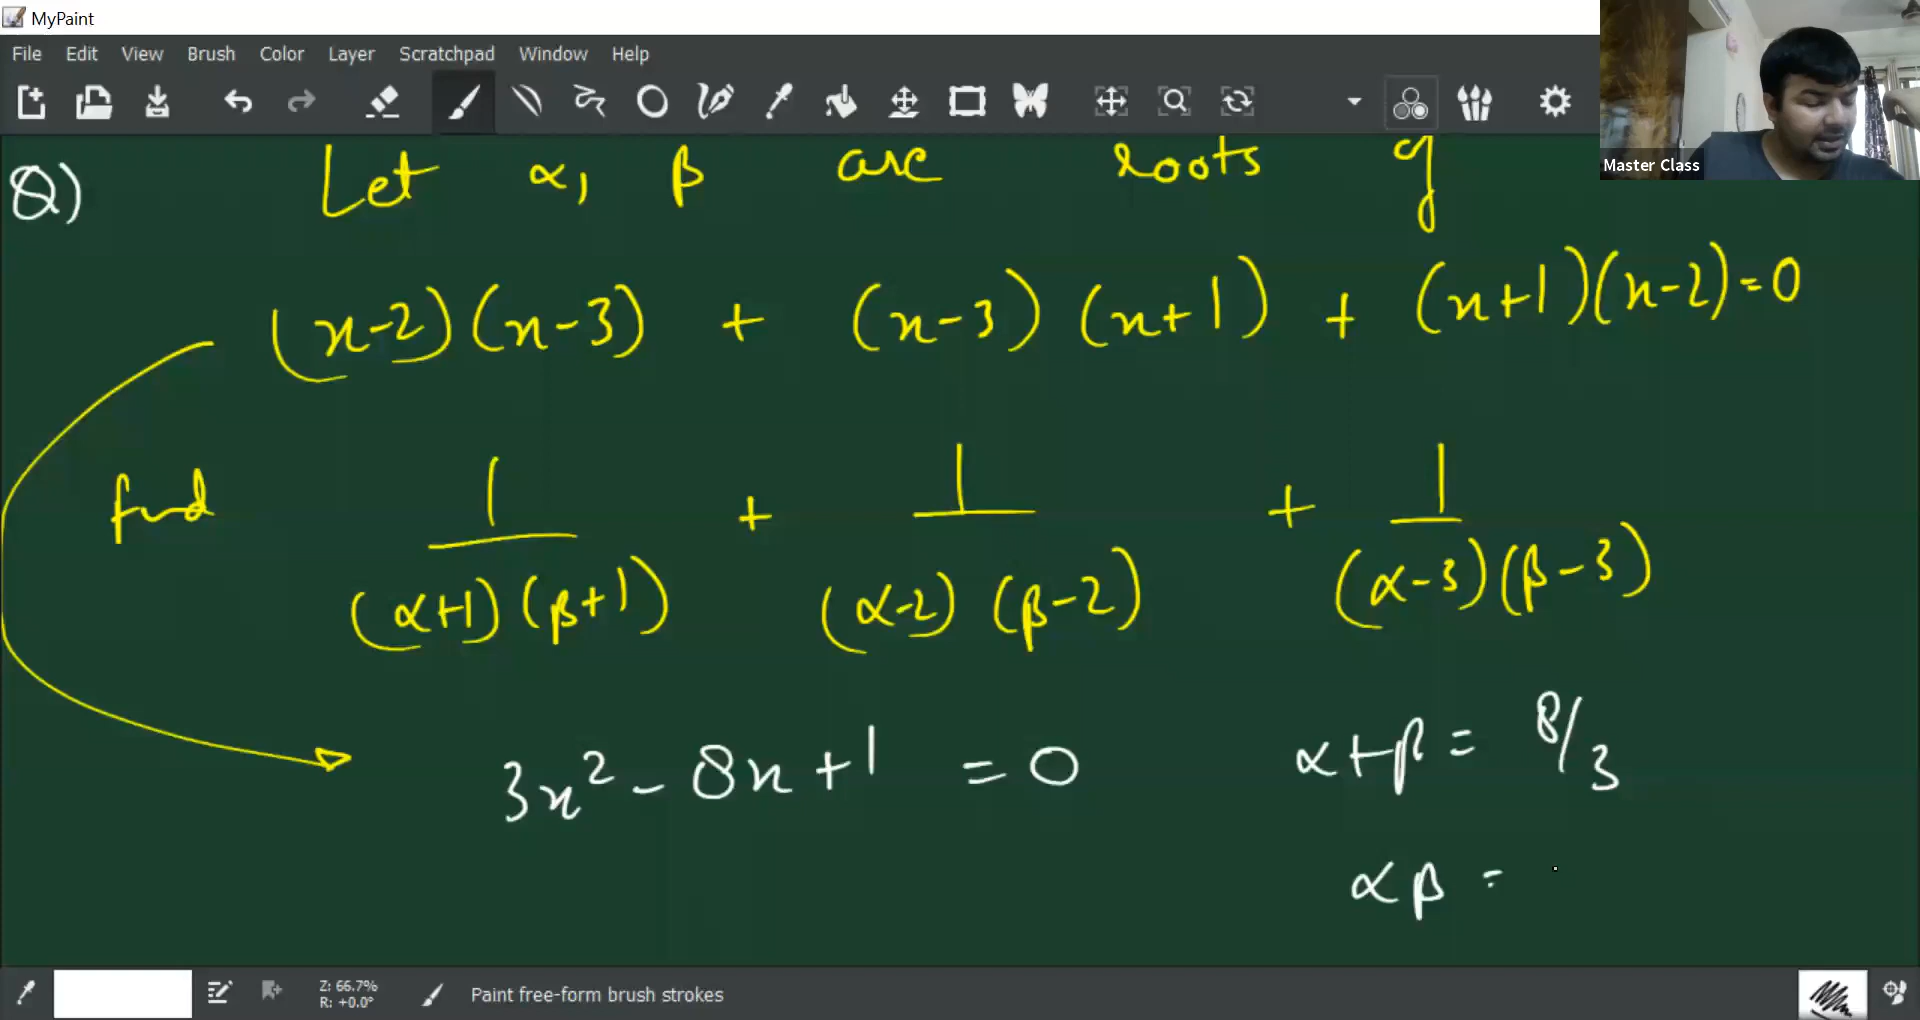 MyPaint
File Edit View Brush Color Layer Scratchpad Window Help
Master Class
Q) Let α, β are roots of
(x-2)(x-3) + (x-3)(x+1) + (x+1)(x-2)=0
find 1/(α+1)(β+1) + 1/(α-2)(β-2) + 1/(α-3)(β-3)
3x² - 8x + 1 = 0
α+β = 8/3
αβ =
Z: 66.7%
R: +0.0°
Paint free-form brush strokes